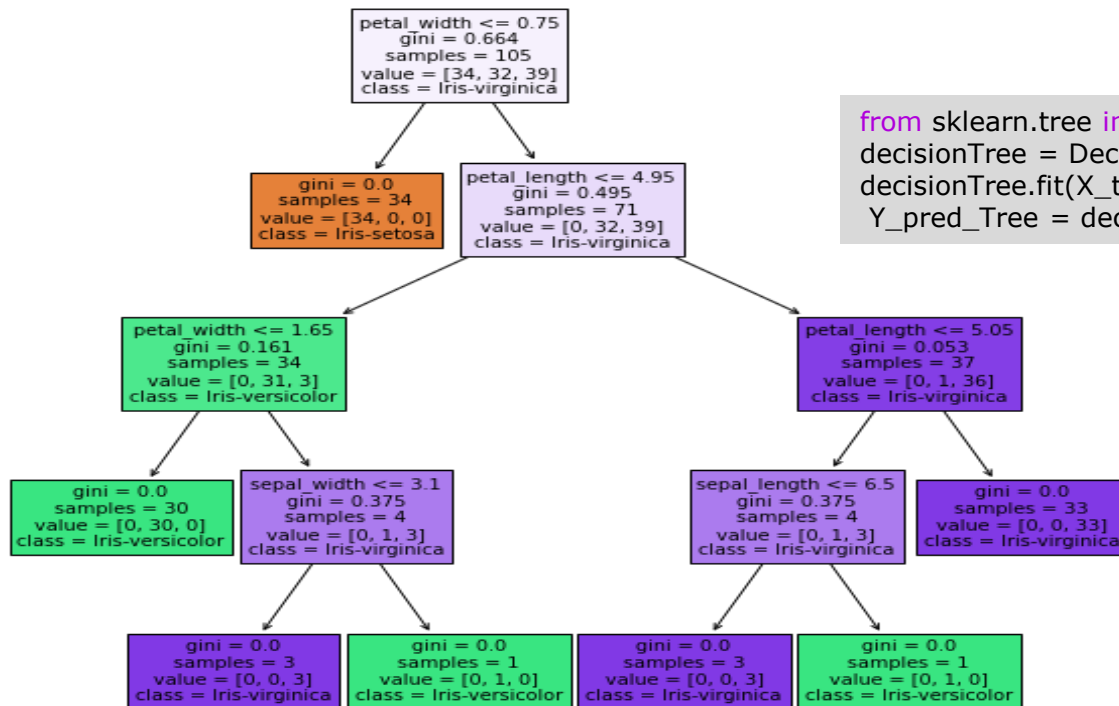 petal_width <= 0.75
gini = 0.664
samples = 105
value = [34, 32, 39]
class = Iris-virginica
from sklearn.tree
decisionTree =
decisionTree.fit(
Y_pred_Tree =
gini = 0.0
samples = 34
value = [34, 0, 0]
class = Iris-setosa
petal_length <= 4.95
gini = 0.495
samples = 71
value = [0, 32, 39]
class = Iris-virginica
petal_width <= 1.65
gini = 0.161
samples = 34
value = [0, 31, 3]
class = Iris-versicolor
petal_length <= 5.05
gini = 0.053
samples = 37
value = [0, 1, 36]
class = Iris-virginica
gini = 0.0
samples = 30
value = [0, 30, 0]
class = Iris-versicolor
sepal_width <= 3.1
gini = 0.375
samples = 4
value = [0, 1, 3]
class = Iris-virginica
sepal_length <= 6.5
gini = 0.375
samples = 4
value = [0, 1, 3]
class = Iris-virginica
gini = 0.0
samples = 33
value = [0, 0, 33]
class = Iris-virginica
gini = 0.0
samples = 3
value = [0, 0, 3]
class = Iris-virginica
gini = 0.0
samples = 1
value = [0, 1, 0]
class = Iris-versicolor
gini = 0.0
samples = 3
value = [0, 0, 3]
class = Iris-virginica
gini = 0.0
samples = 1
value = [0, 1, 0]
class = Iris-versicolor